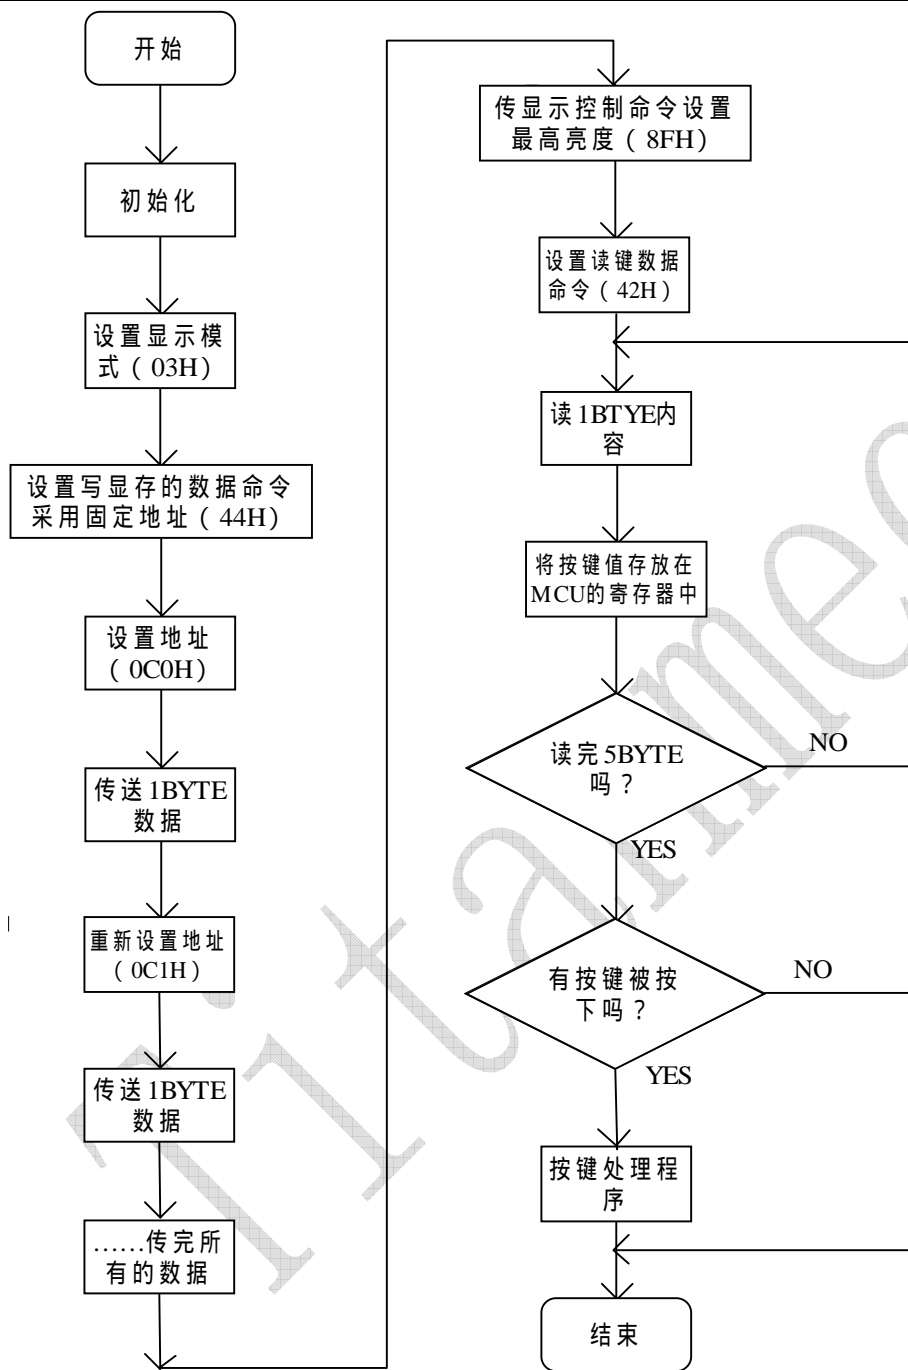 开始
初始化
设置显示模
式（03H）
设置写显存的数据命令
采用固定地址（44H）
设置地址
（0C0H）
传送1BYTE
数据
重新设置地址
（0C1H）
传送1BYTE
数据
……传完所
有的数据
传显示控制命令设置
最高亮度（8FH）
设置读键数据
命令（42H）
读1BTYE内
容
将按键值存放在
MCU的寄存器中
读完5BYTE
吗？
NO
YES
有按键被按
下吗？
NO
YES
按键处理程
序
结束
Titamec